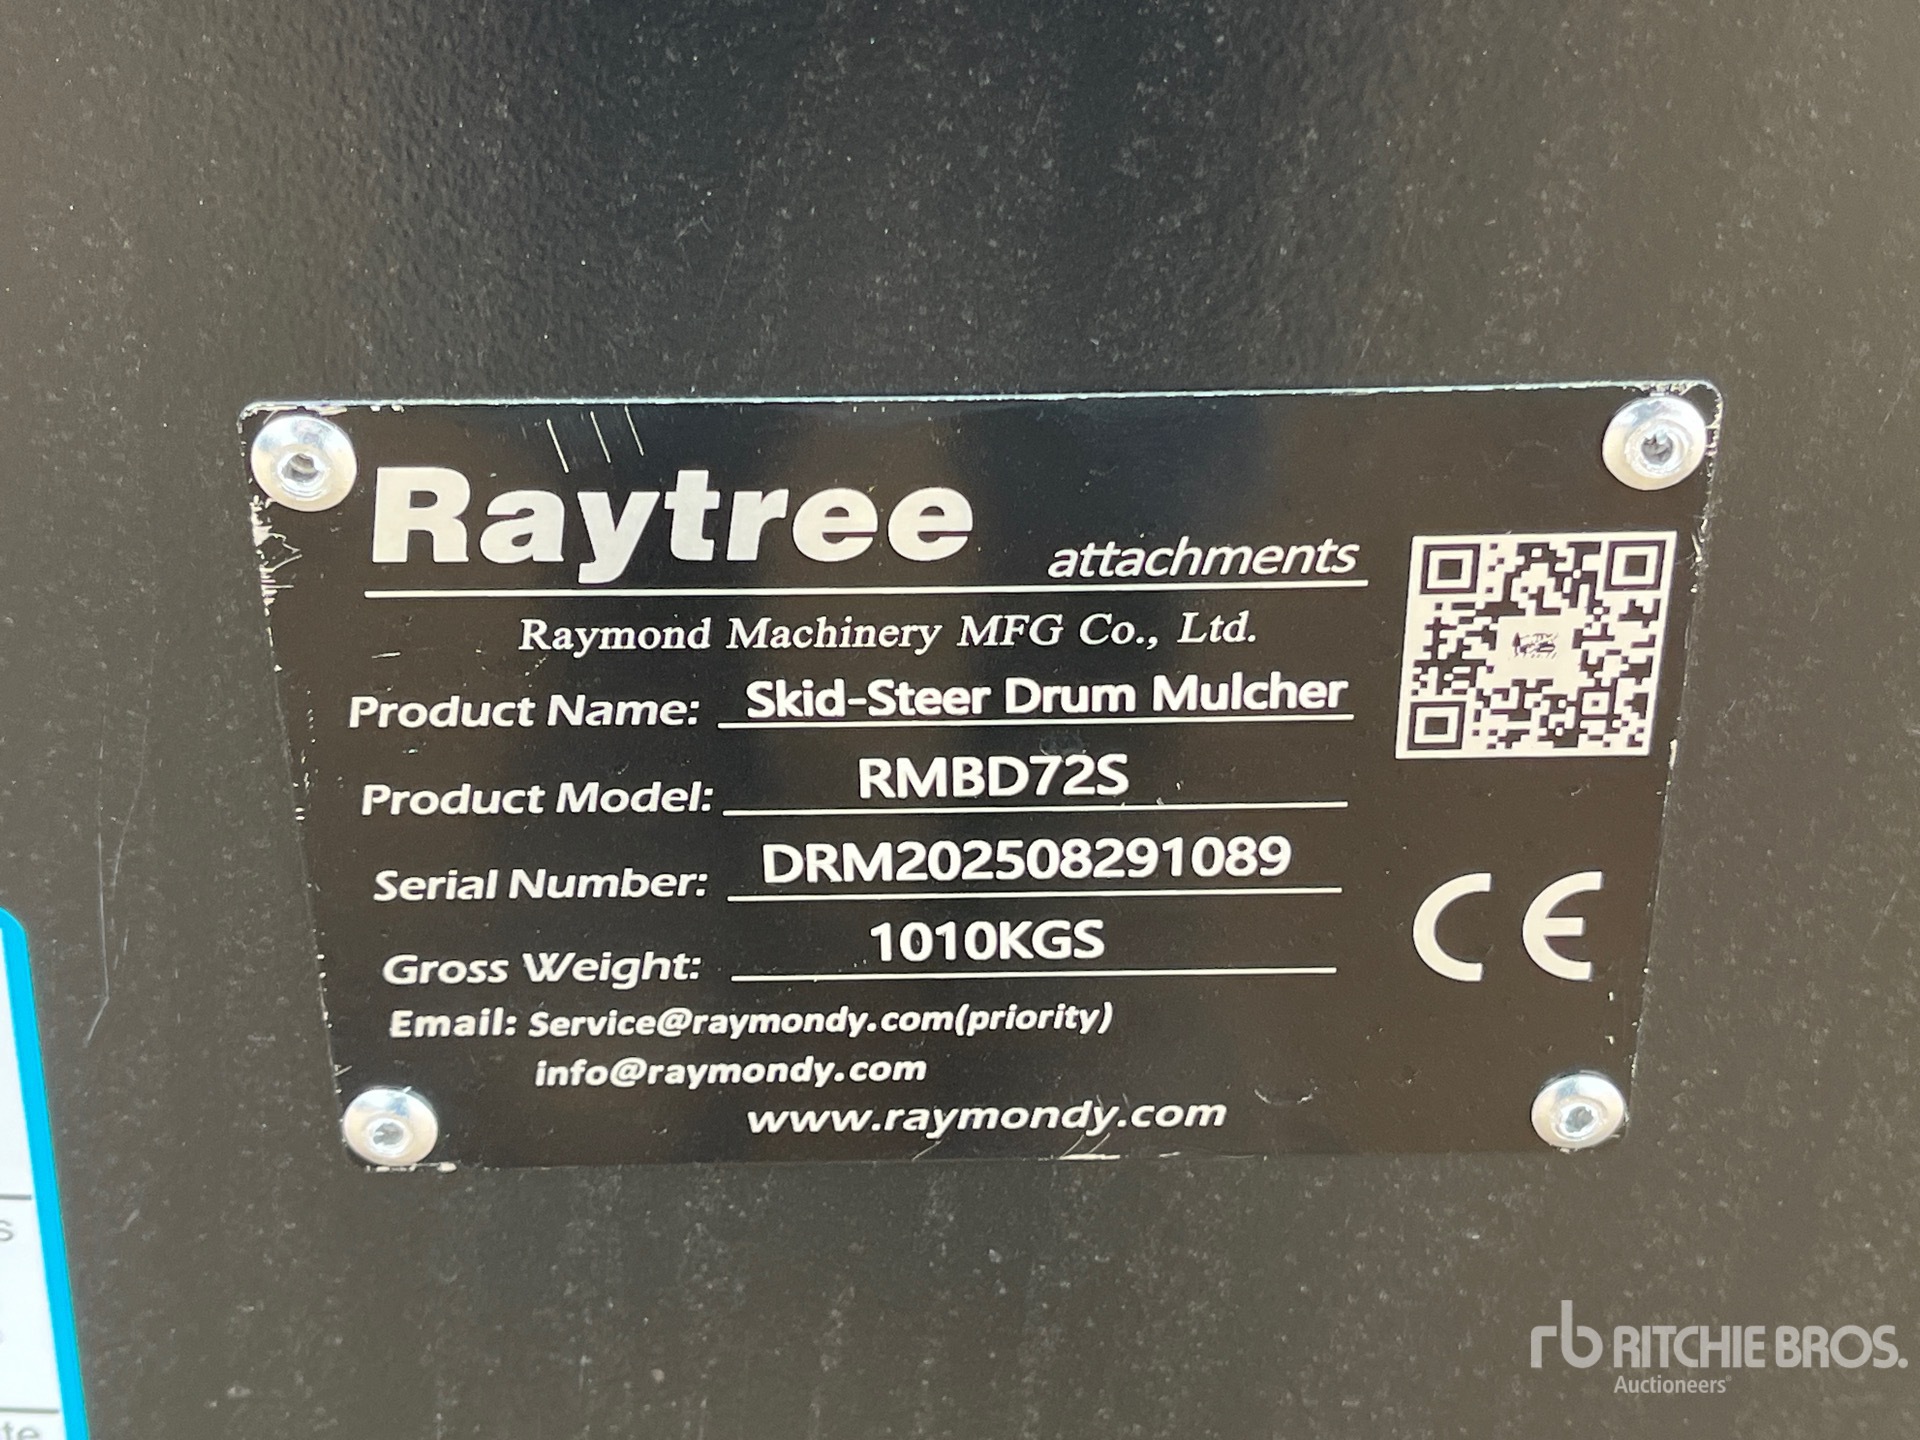 Raytree attachments
Raymond Machinery MFG Co., Ltd.
Product Name: Skid-Steer Drum Mulcher
Product Model: RMBD72S
Serial Number: DRM202508291089
Gross Weight: 1010KGS
Email: Service@raymondy.com(priority)
info@raymondy.com
www.raymondy.com
CE
rb RITCHIE BROS.
Auctioneers